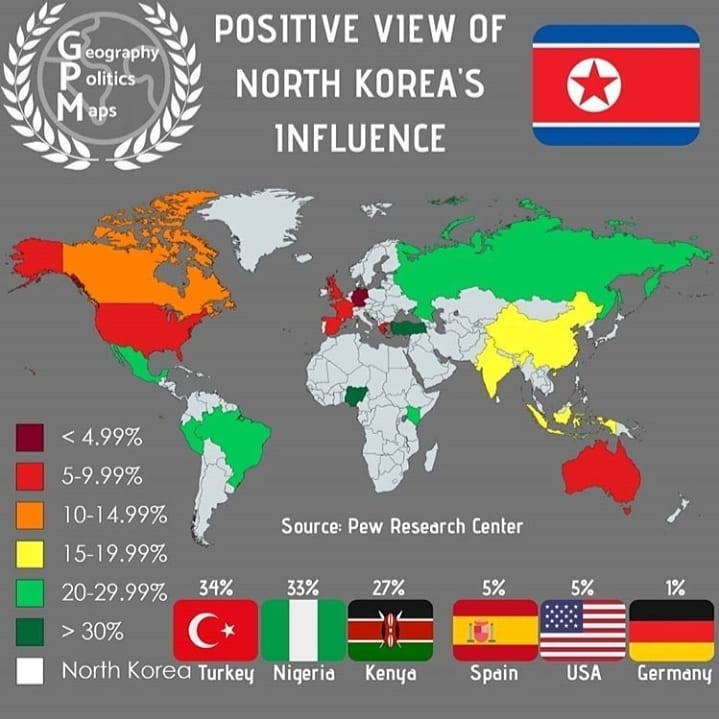 Geography
Politics
Maps
POSITIVE VIEW OF
NORTH KOREA'S
INFLUENCE
< 4.99%
5-9.99%
10-14.99%
15-19.99%
20-29.99%
> 30%
North Korea
Source: Pew Research Center
34% 33% 27% 5% 5% 1%
Turkey Nigeria Kenya Spain USA Germany